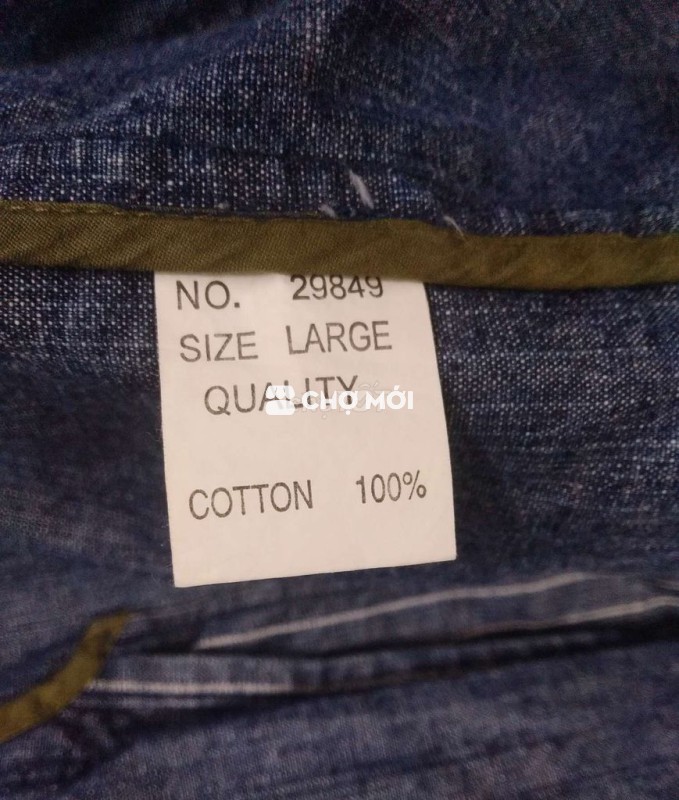 NO. 29849
SIZE LARGE
QUALITY
CHỢ MỚI
COTTON 100%